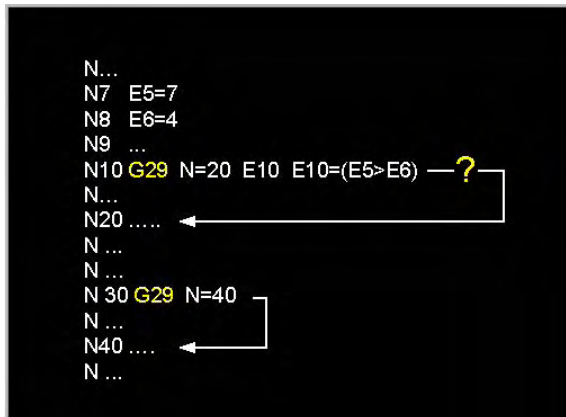 N...
N7 E5=7
N8 E6=4
N9 ...
N10 G29 N=20 E10 E10=(E5>E6) ?
N...
N20 .....
N ...
N ...
N 30 G29 N=40
N ...
N40 ....
N ...